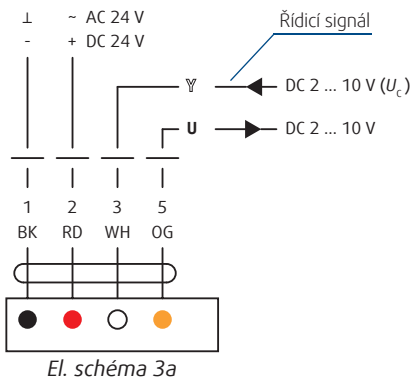 ⊥ ~ AC 24 V
- + DC 24 V
Řídicí signál
Y DC 2 ... 10 V (Uc)
U DC 2 ... 10 V
1 2 3 5
BK RD WH OG
El. schéma 3a